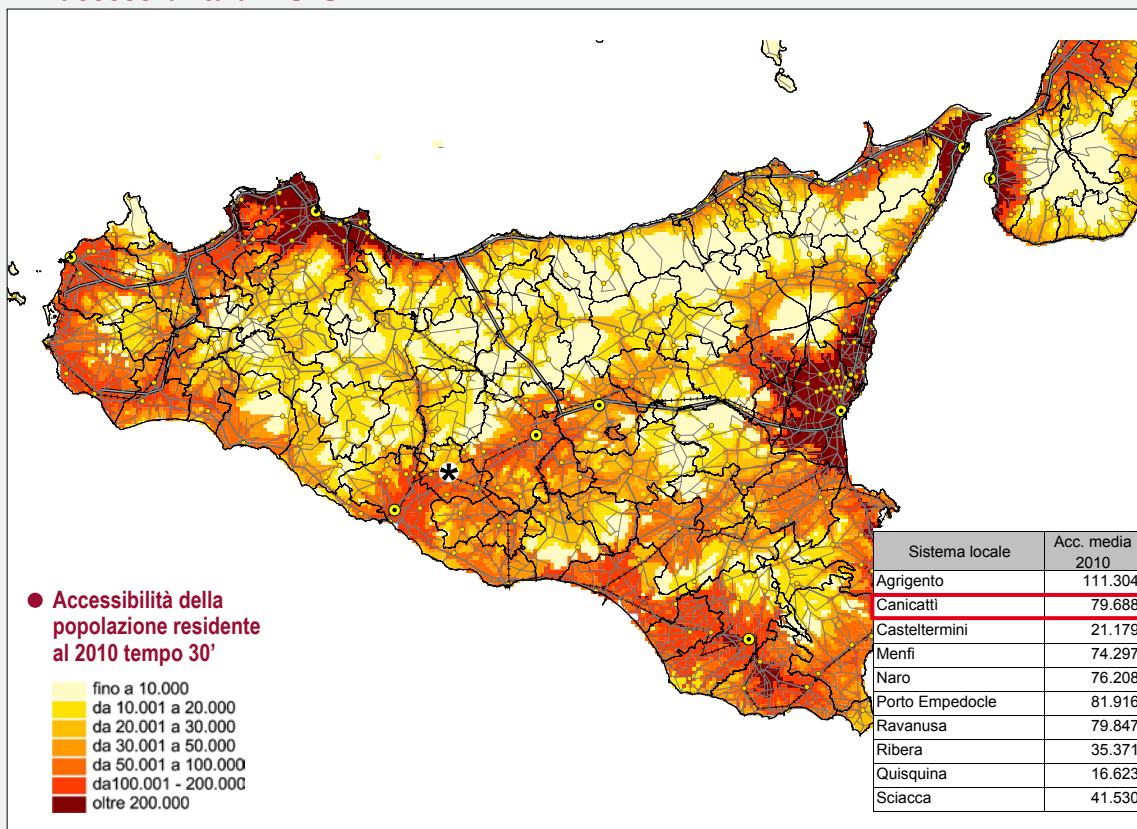 ● Accessibilità della
popolazione residente
al 2010 tempo 30’
fino a 10.000
da 10.001 a 20.000
da 20.001 a 30.000
da 30.001 a 50.000
da 50.001 a 100.000
da100.001 - 200.000
oltre 200.000
*
Sistema locale Acc. media
2010
Agrigento 111.304
Canicattì 79.688
Casteltermini 21.179
Menfi 74.297
Naro 76.208
Porto Empedocle 81.916
Ravanusa 79.847
Ribera 35.371
Quisquina 16.623
Sciacca 41.530